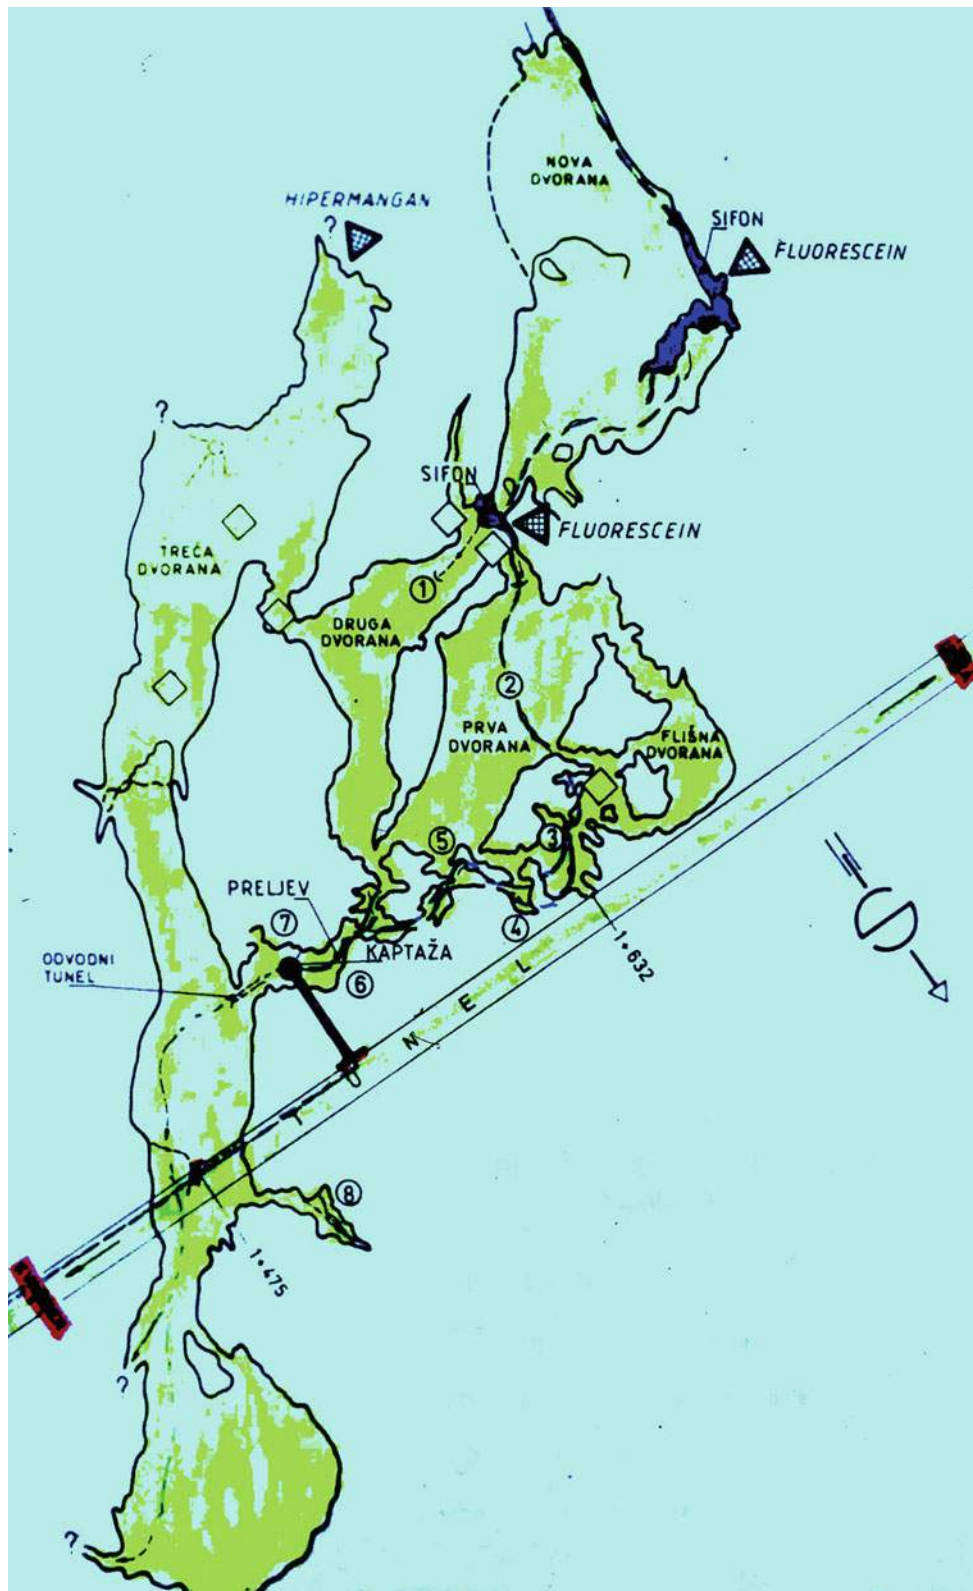 NOVA
DVORANA
HIPERMANGAN
?
SIFON
FLUORESCEIN
?
SIFON
FLUORESCEIN
TREĆA
DVORANA
①
DRUGA
DVORANA
②
PRVA
DVORANA
FLIŠNA
DVORANA
⑤
③
PRELJEV
④
⑦
KAPTAŽA
1+632
ODVODNI
TUNEL
⑥
TUNEL
⑧
1+475
?
?